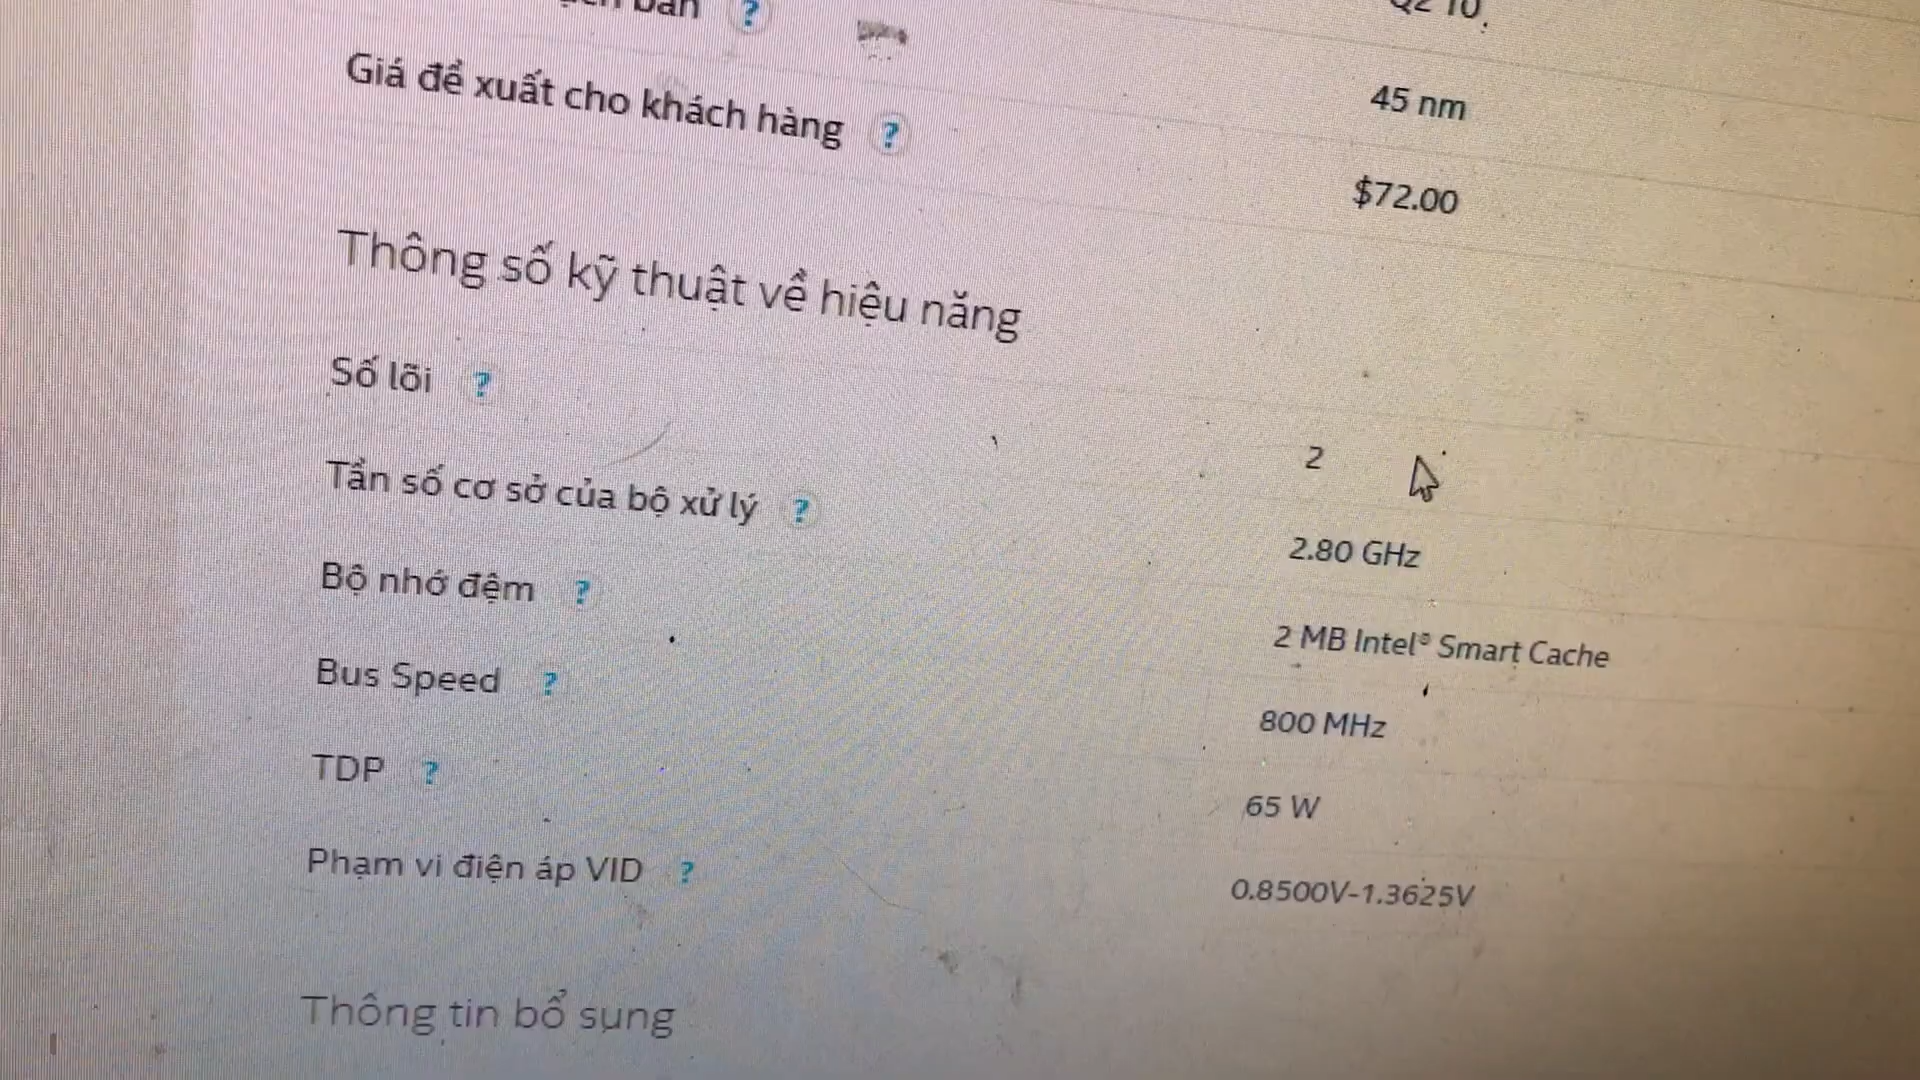 bán ?
Q2'10
45 nm
Giá đề xuất cho khách hàng ?
$72.00
Thông số kỹ thuật về hiệu năng
Số lõi ?
2
Tần số cơ sở của bộ xử lý ?
2.80 GHz
Bộ nhớ đệm ?
2 MB Intel® Smart Cache
Bus Speed ?
800 MHz
TDP ?
65 W
Phạm vi điện áp VID ?
0.8500V-1.3625V
Thông tin bổ sung